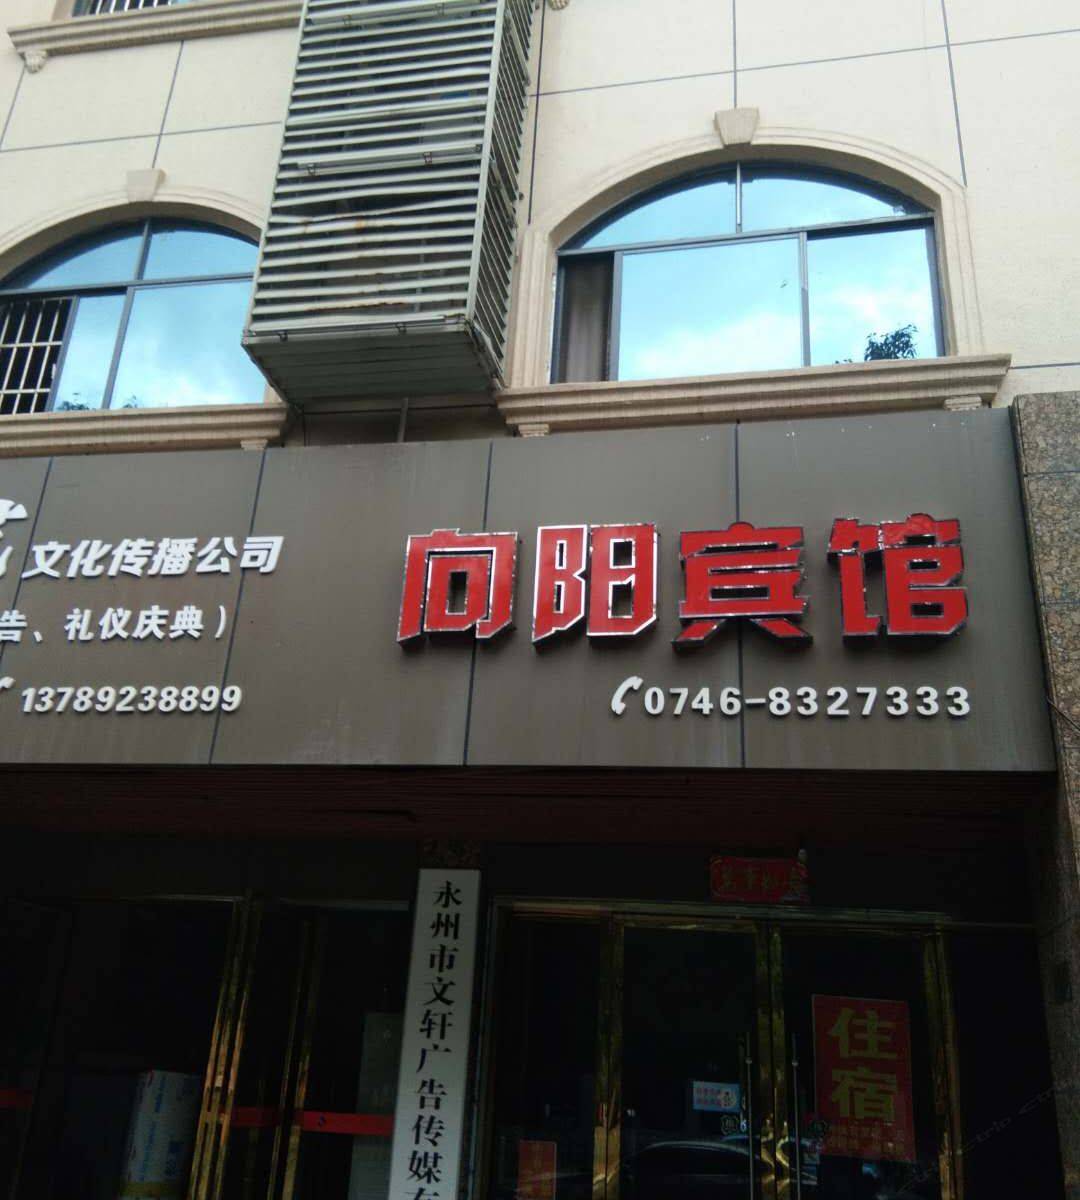 文化传播公司
告、礼仪庆典）
13789238899
向阳宾馆
0746-8327333
永州市文轩广告传媒有
住宿